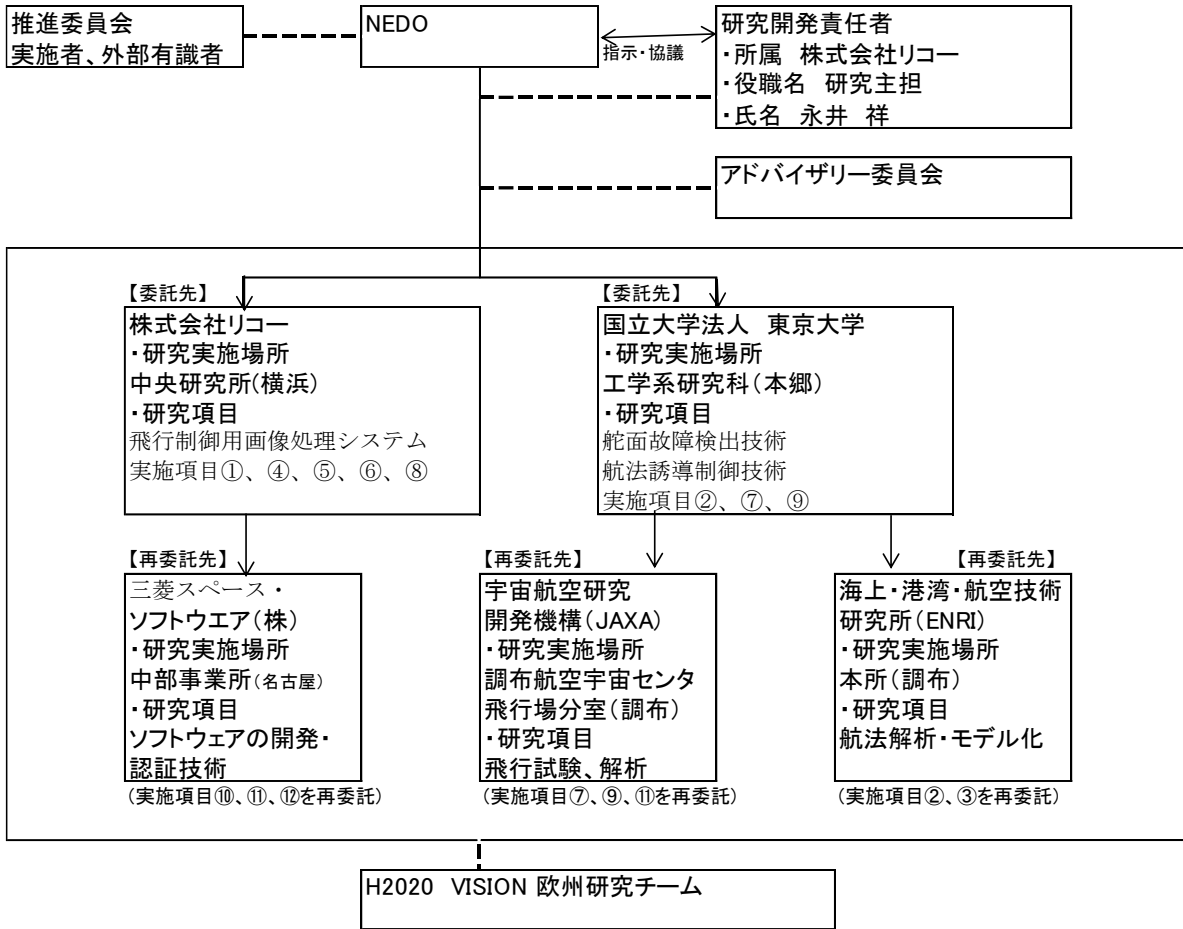 推進委員会
実施者、外部有識者
NEDO
指示・協議
研究開発責任者
・所属 株式会社リコー
・役職名 研究主担
・氏名 永井 祥
アドバイザリー委員会
【委託先】
株式会社リコー
・研究実施場所
中央研究所(横浜)
・研究項目
飛行制御用画像処理システム
実施項目①、④、⑤、⑥、⑧
【委託先】
国立大学法人 東京大学
・研究実施場所
工学系研究科(本郷)
・研究項目
舵面故障検出技術
航法誘導制御技術
実施項目②、⑦、⑨
【再委託先】
三菱スペース・
ソフトウエア(株)
・研究実施場所
中部事業所(名古屋)
・研究項目
ソフトウェアの開発・
認証技術
(実施項目⑩、⑪、⑫を再委託)
【再委託先】
宇宙航空研究
開発機構(JAXA)
・研究実施場所
調布航空宇宙センタ
飛行場分室(調布)
・研究項目
飛行試験、解析
(実施項目⑦、⑨、⑪を再委託)
【再委託先】
海上・港湾・航空技術
研究所(ENRI)
・研究実施場所
本所(調布)
・研究項目
航法解析・モデル化
(実施項目②、③を再委託)
H2020 VISION 欧州研究チーム